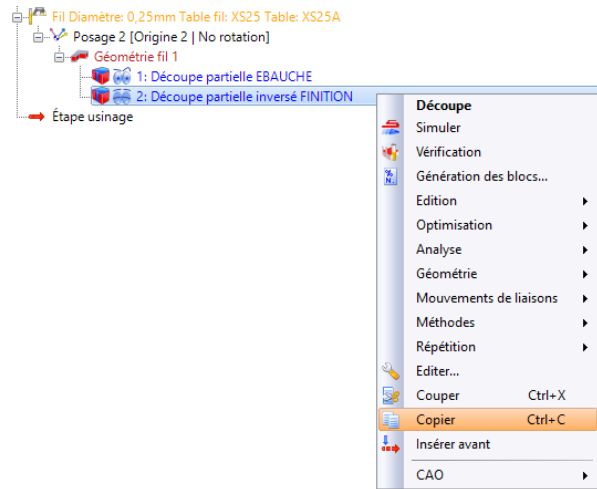 Fil Diamètre: 0,25mm Table fil: XS25 Table: XS25A
Posage 2 [Origine 2 | No rotation]
Géométrie fil 1
1: Découpe partielle EBAUCHE
2: Découpe partielle inversé FINITION
Étape usinage
Découpe
Simuler
Vérification
Génération des blocs...
Edition
Optimisation
Analyse
Géométrie
Mouvements de liaisons
Méthodes
Répétition
Editer...
Couper Ctrl+X
Copier Ctrl+C
Insérer avant
CAO